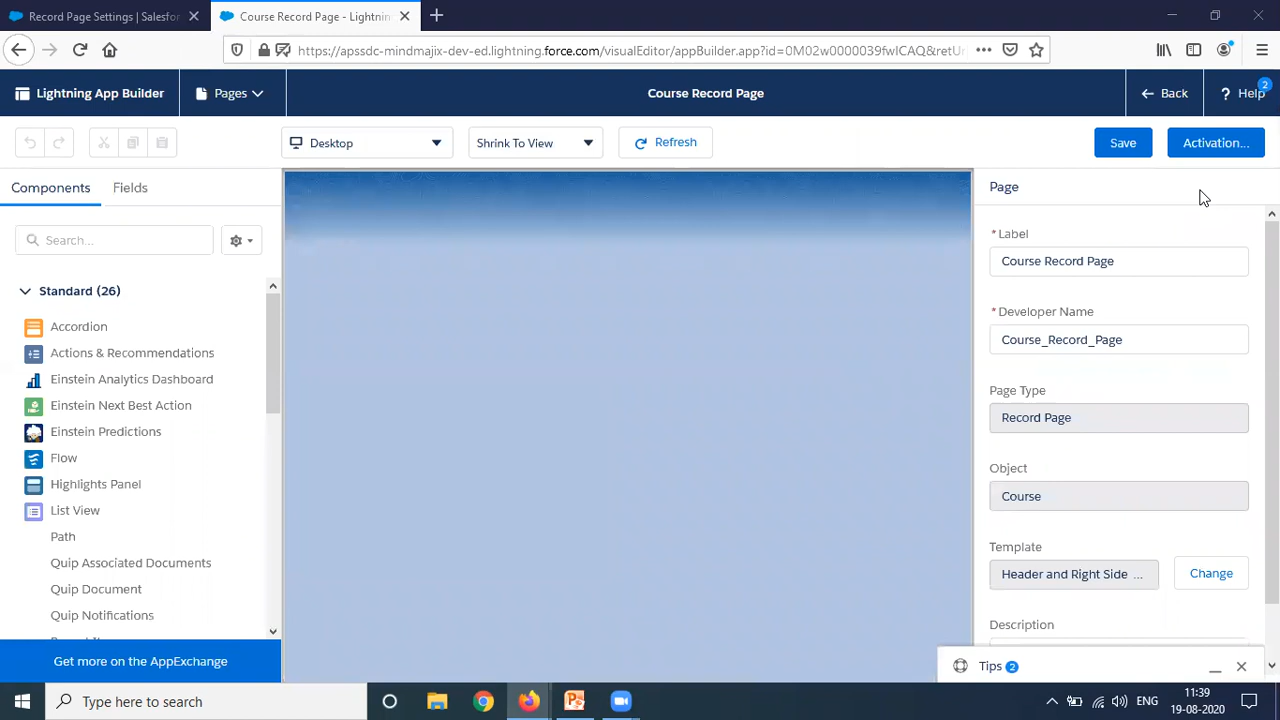 Record Page Settings | Salesfor
Course Record Page - Lightnin
https://apssdc-mindmajix-dev-ed.lightning.force.com/visualEditor/appBuilder.app?id=0M02w0000039fwICAQ&retUr
Lightning App Builder
Pages
Course Record Page
Back
? Help
2
Desktop
Shrink To View
Refresh
Save
Activation...
Components
Fields
Page
Search...
* Label
Course Record Page
Standard (26)
Accordion
* Developer Name
Course_Record_Page
Actions & Recommendations
Einstein Analytics Dashboard
Page Type
Einstein Next Best Action
Record Page
Einstein Predictions
Flow
Object
Highlights Panel
Course
List View
Path
Template
Quip Associated Documents
Header and Right Side ...
Change
Quip Document
Quip Notifications
Description
Get more on the AppExchange
Tips 2
Type here to search
ENG
11:39
19-08-2020